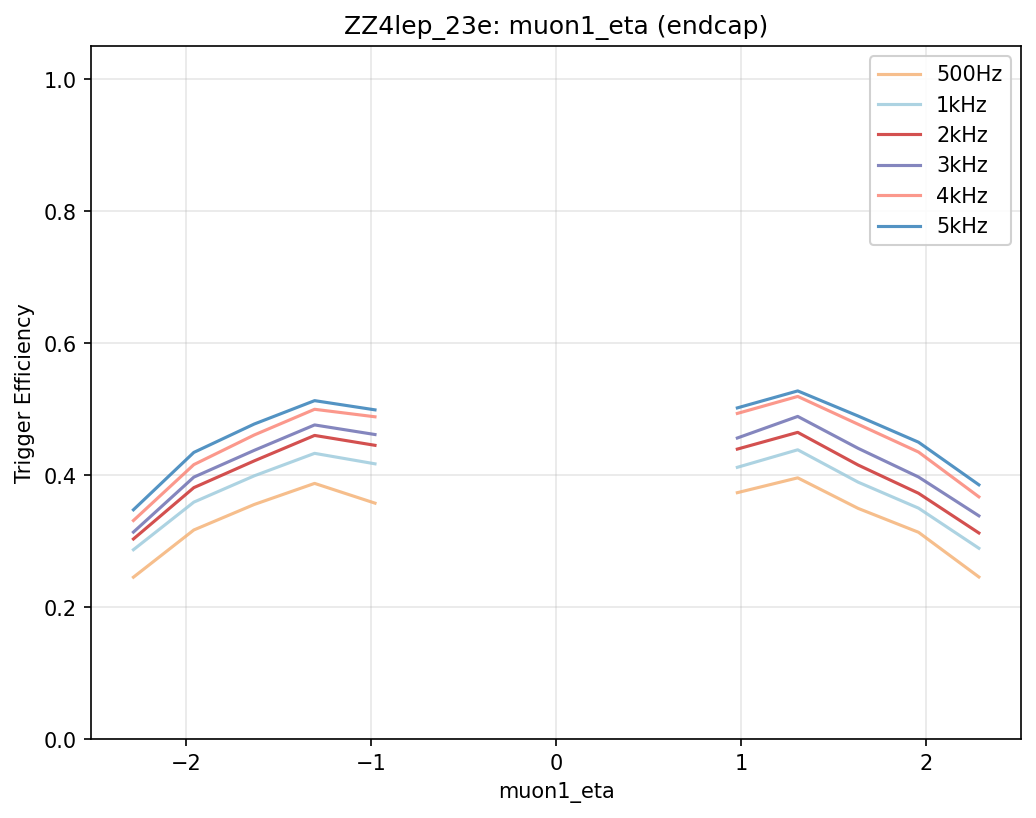 ZZ4lep_23e: muon1_eta (endcap)
500Hz
1kHz
2kHz
3kHz
4kHz
5kHz
Trigger Efficiency
1.0
0.8
0.6
0.4
0.2
0.0
−2
−1
0
1
2
muon1_eta